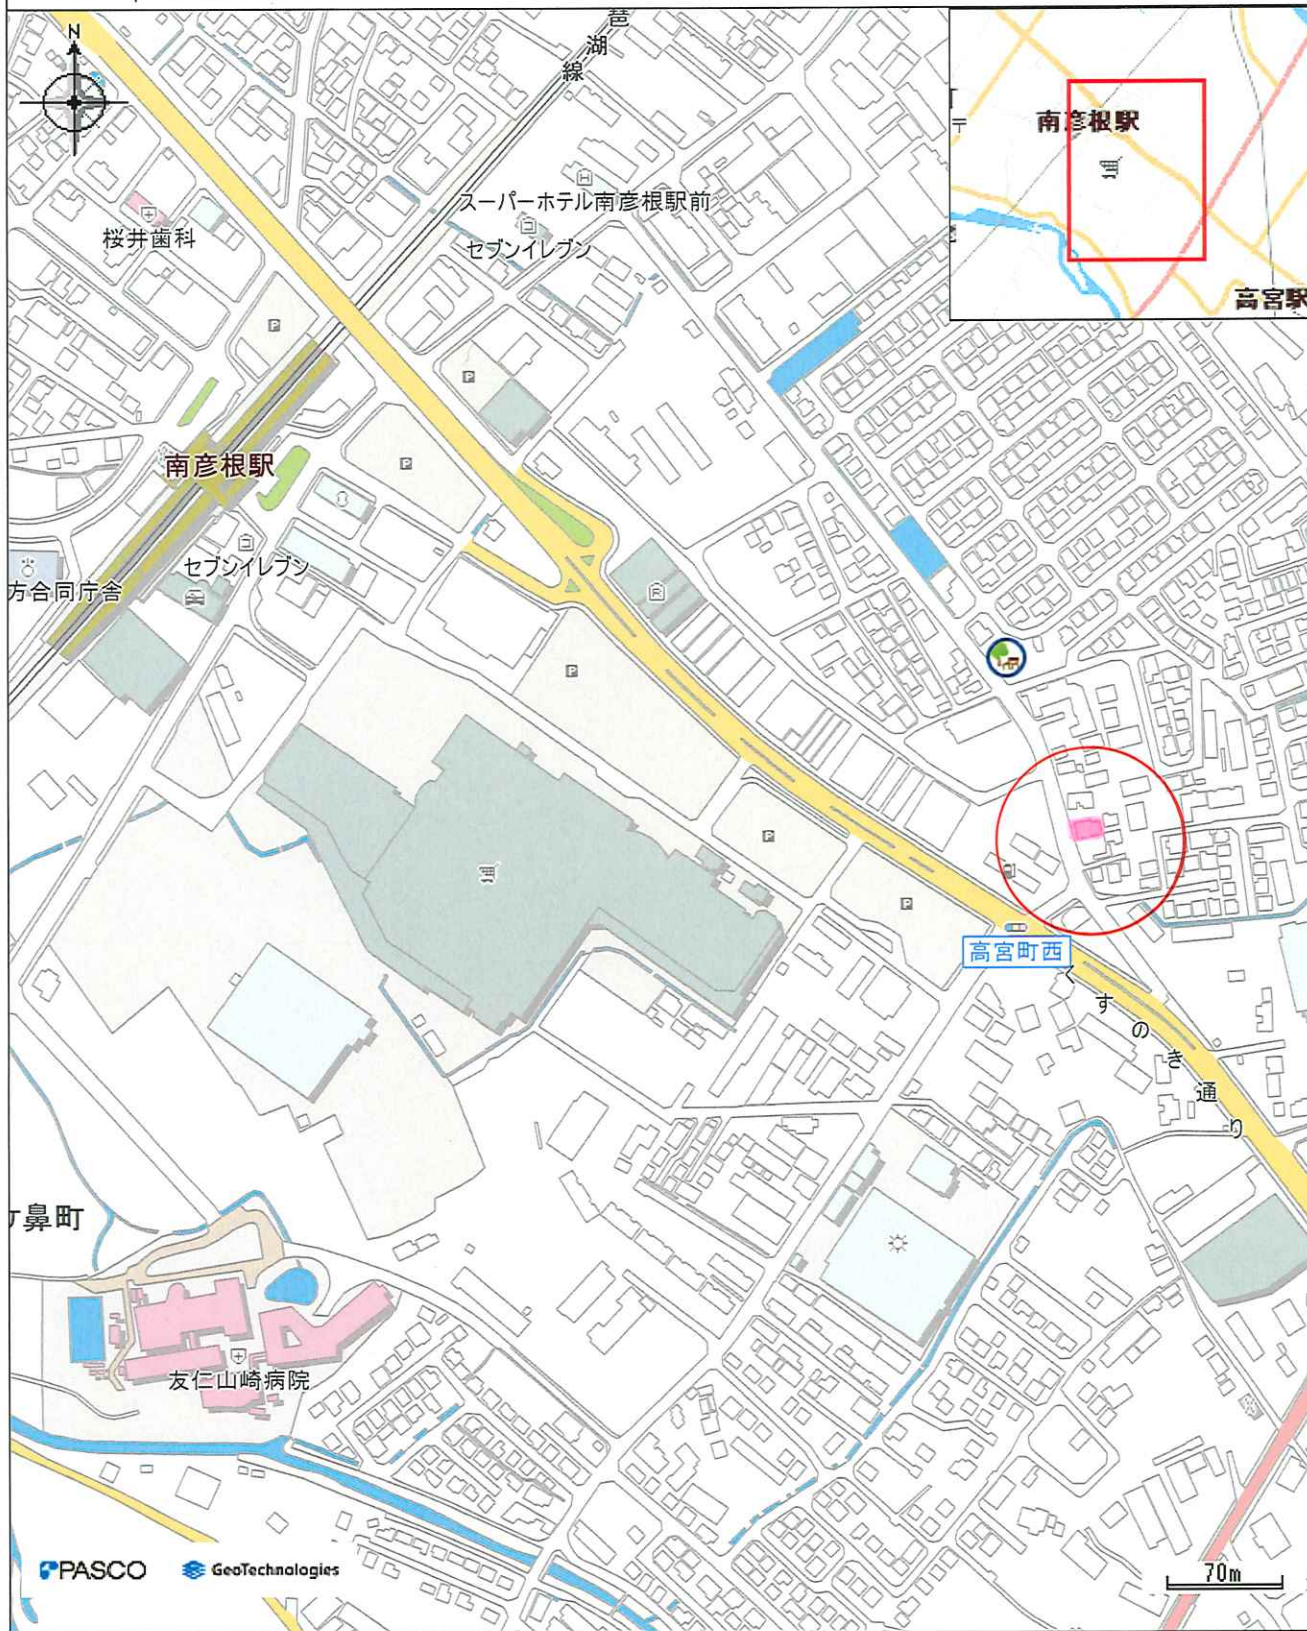 N
琵
湖
線
南彦根駅
〒
高宮駅
スーパーホテル南彦根駅前
セブンイレブン
桜井歯科
P
P
南彦根駅
P
セブンイレブン
方合同庁舎
R
P
P
P
高宮町西
くすのき通り
鼻町
友仁山崎病院
PASCO
GeoTechnologies
70m